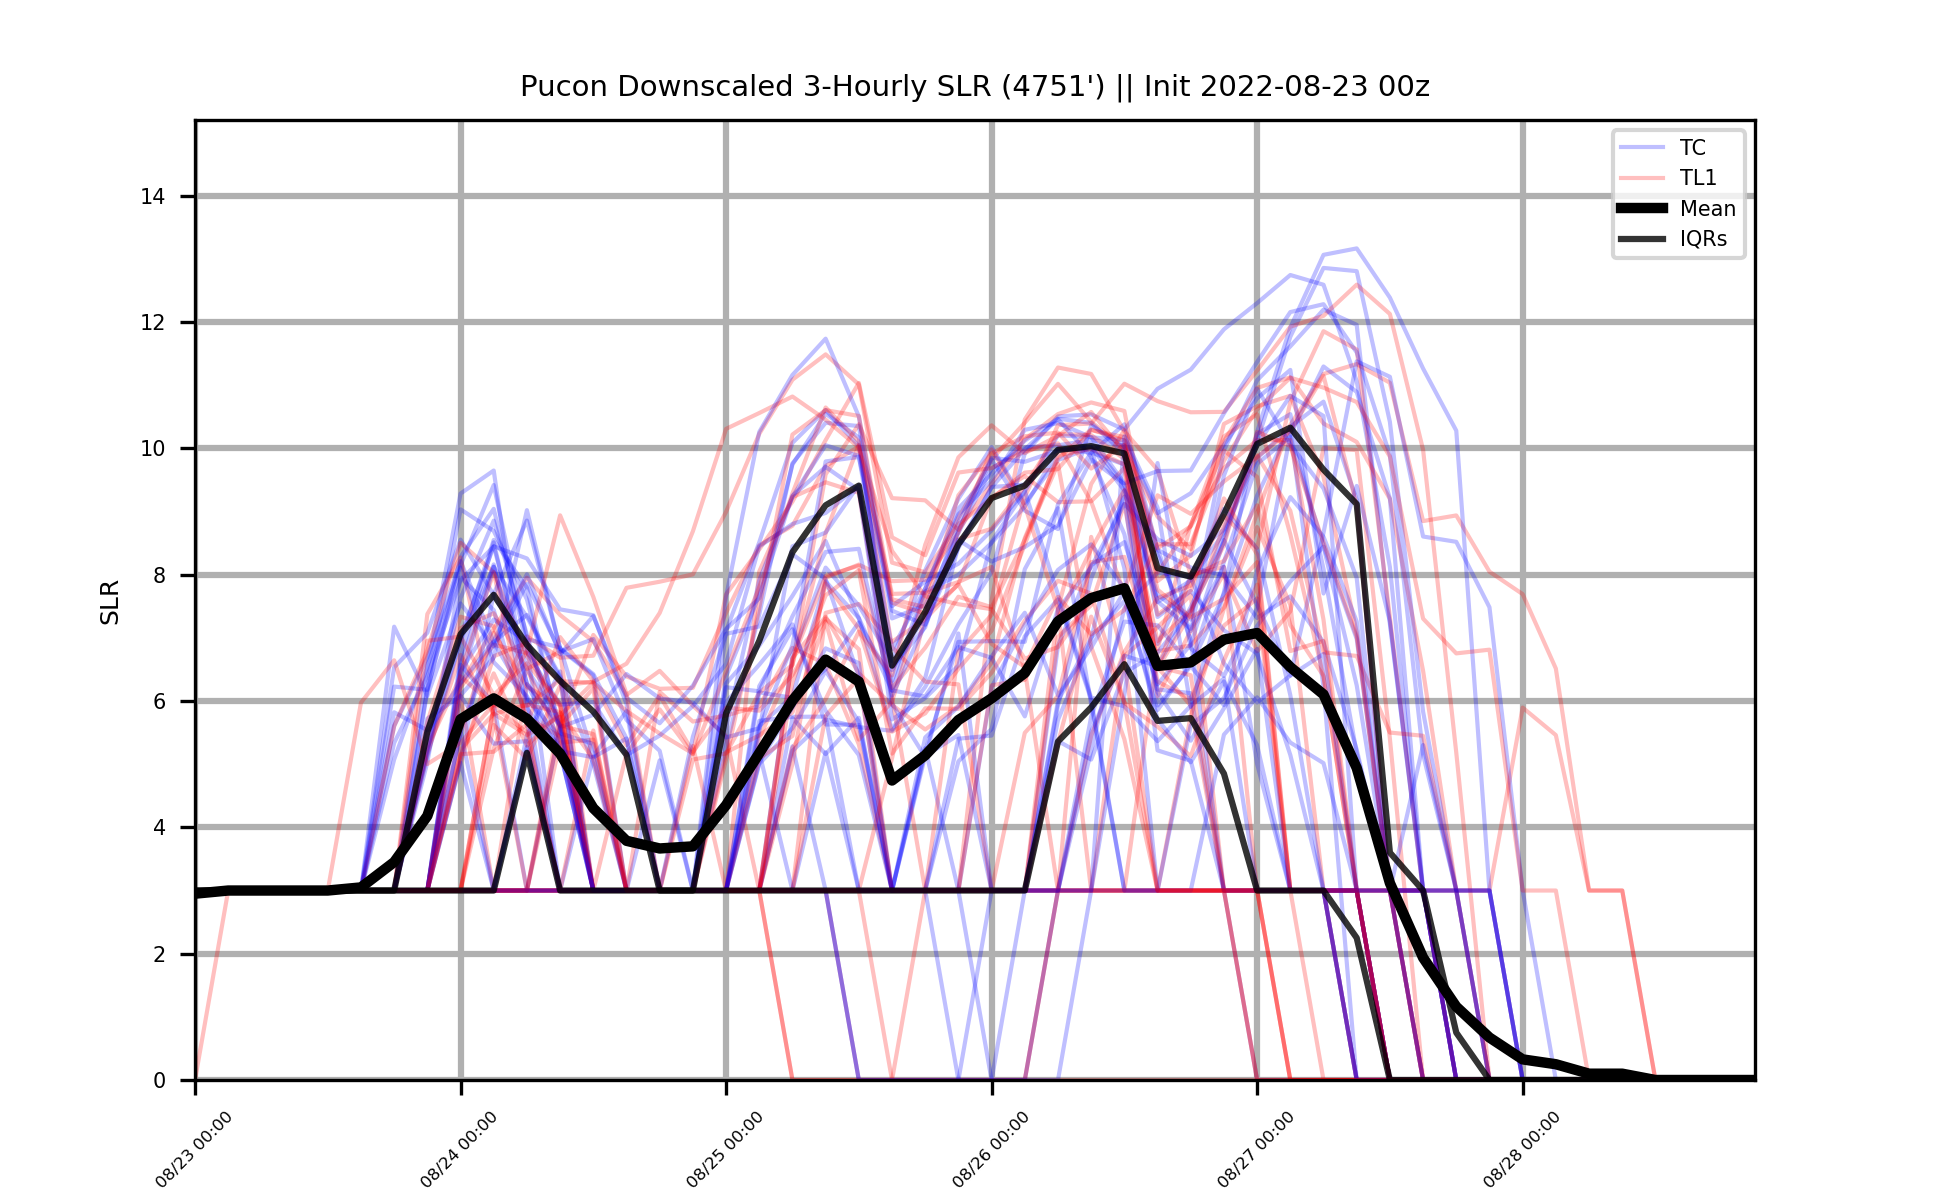 Pucon Downscaled 3-Hourly SLR (4751') || Init 2022-08-23 00z
TC
TL1
Mean
IQRs
SLR
14
12
10
8
6
4
2
0
08/23 00:00
08/24 00:00
08/25 00:00
08/26 00:00
08/27 00:00
08/28 00:00